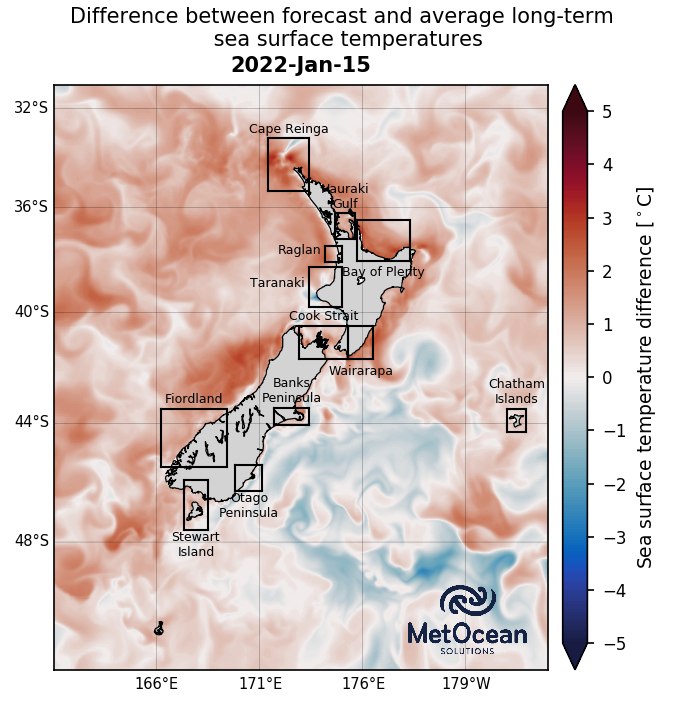 Difference between forecast and average long-term
sea surface temperatures
2022-Jan-15
32°S
36°S
40°S
44°S
48°S
166°E
171°E
176°E
179°W
Cape Reinga
Hauraki
Gulf
Raglan
Bay of Plenty
Taranaki
Cook Strait
Wairarapa
Banks
Peninsula
Fiordland
Chatham
Islands
Otago
Peninsula
Stewart
Island
MetOcean
SOLUTIONS
5
4
3
2
1
0
−1
−2
−3
−4
−5
Sea surface temperature difference [°C]